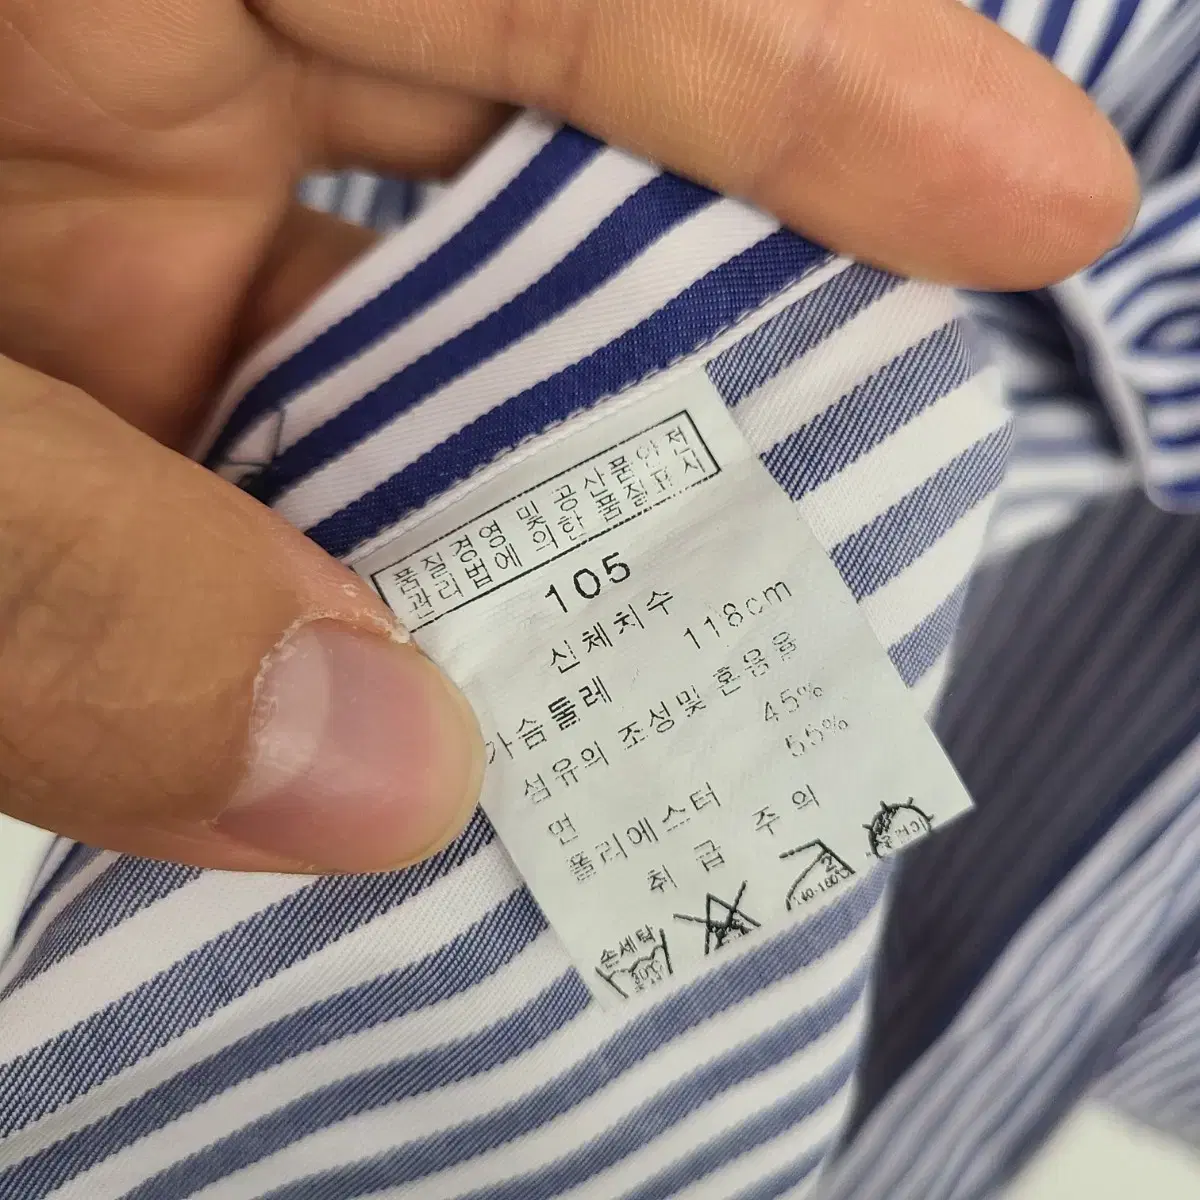 품질경영 및 공산품안전
관리법에 의한 품질표시
105
신체치수
가슴둘레 118cm
섬유의 조성및 혼용율
면 45%
폴리에스터 55%
취급 주의
손세탁